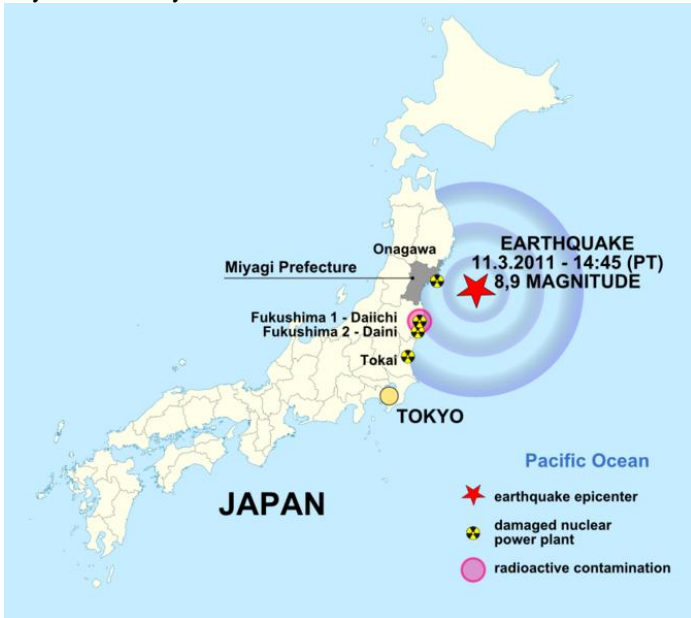 Onagawa
EARTHQUAKE
11.3.2011 - 14:45 (PT)
8,9 MAGNITUDE
Miyagi Prefecture
Fukushima 1 - Daiichi
Fukushima 2 - Daini
Tokai
TOKYO
JAPAN
Pacific Ocean
earthquake epicenter
damaged nuclear
power plant
radioactive contamination